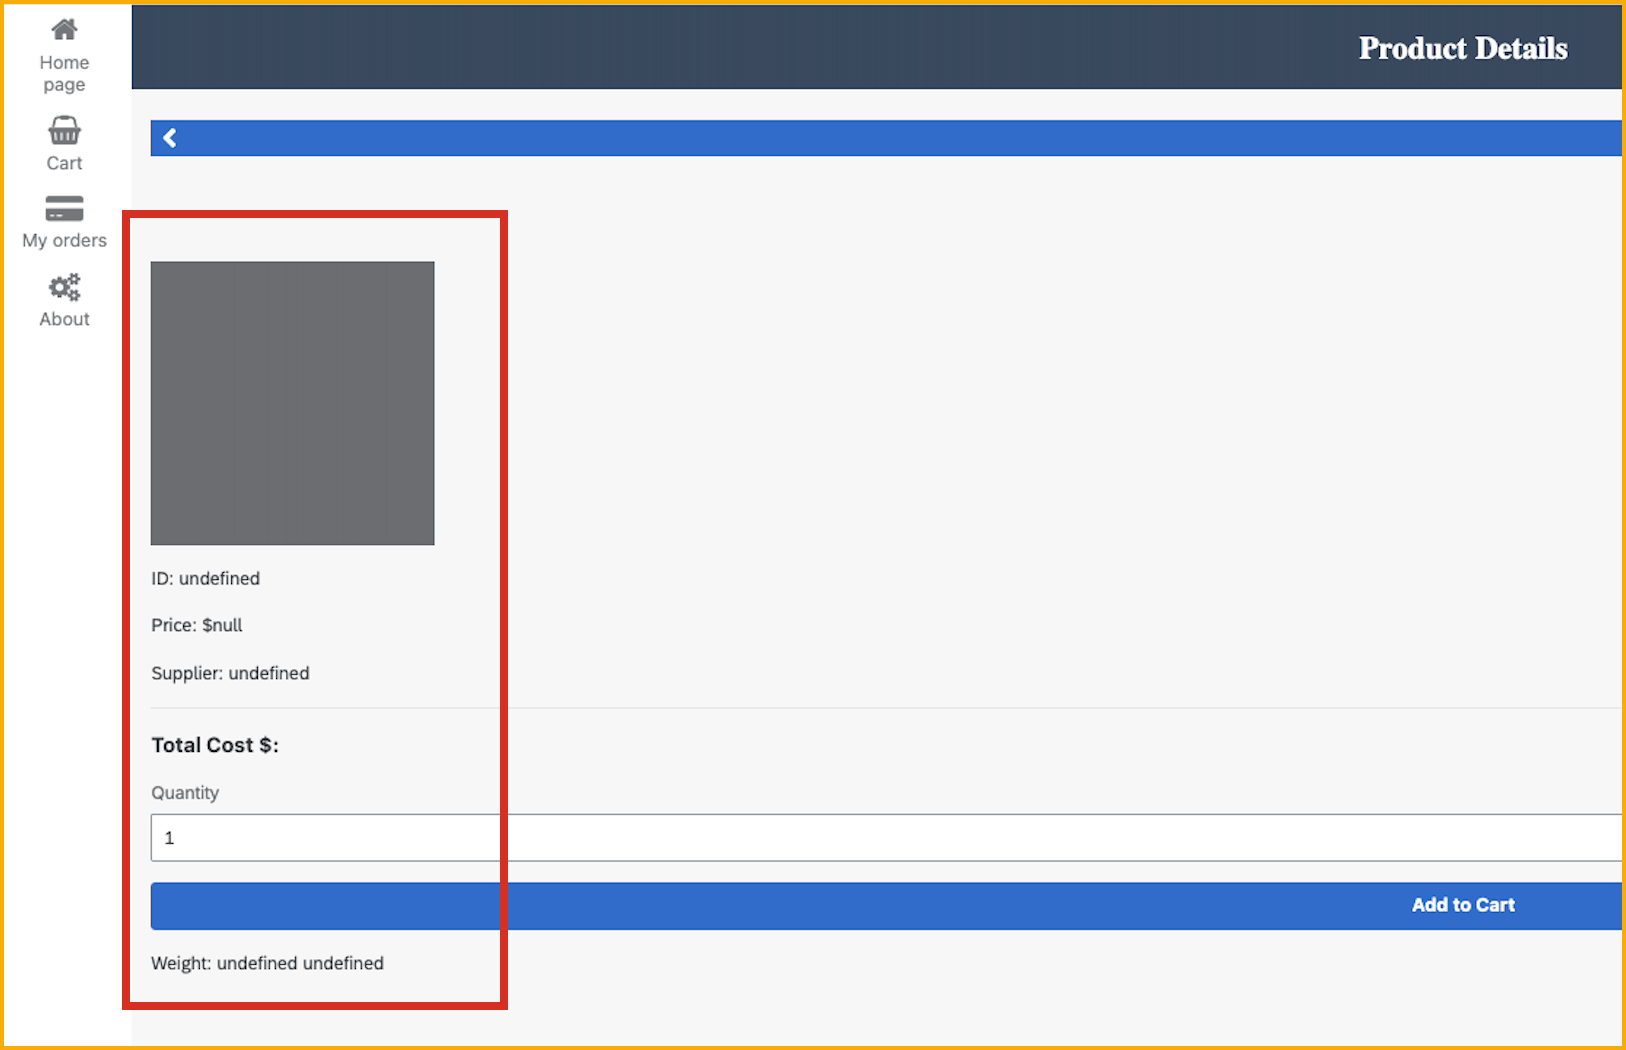 Home
page
Cart
My orders
About
Product Details
ID: undefined
Price: $null
Supplier: undefined
Total Cost $:
Quantity
1
Add to Cart
Weight: undefined undefined